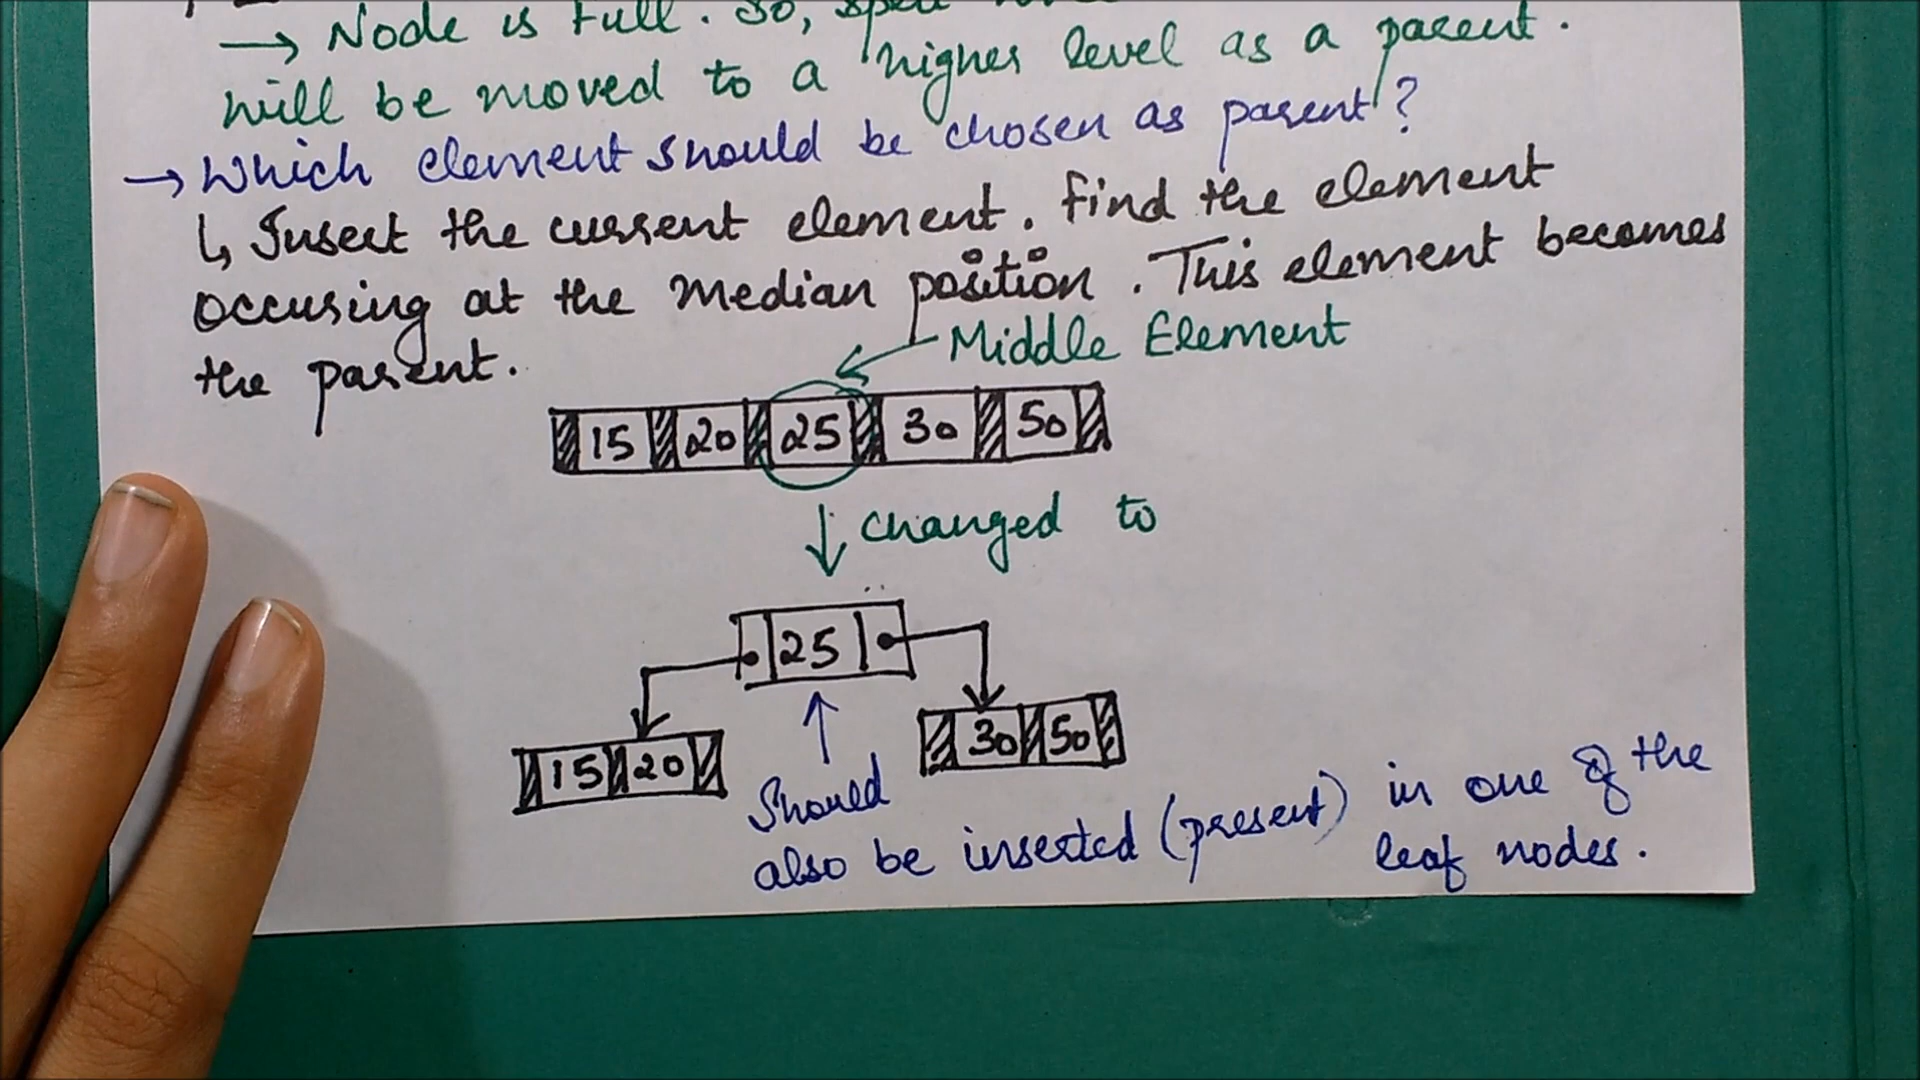 → Node is Full. So,
will be moved to a higher level as a parent.
→ Which element should be chosen as parent?
↳ Insert the current element. Find the element
occuring at the median position. This element becomes
the parent.
Middle Element
15 20 25 30 50
↓ changed to
25
15 20 30 50
↑
Should
also be inserted (present) in one of the
leaf nodes.